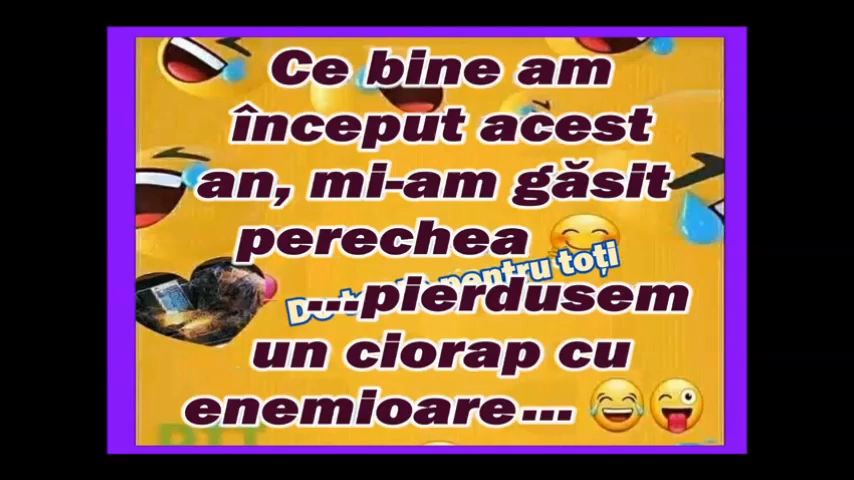 Ce bine am
început acest
an, mi-am găsit
perechea
pentru toți
...pierdusem
un ciorap cu
enemioare...